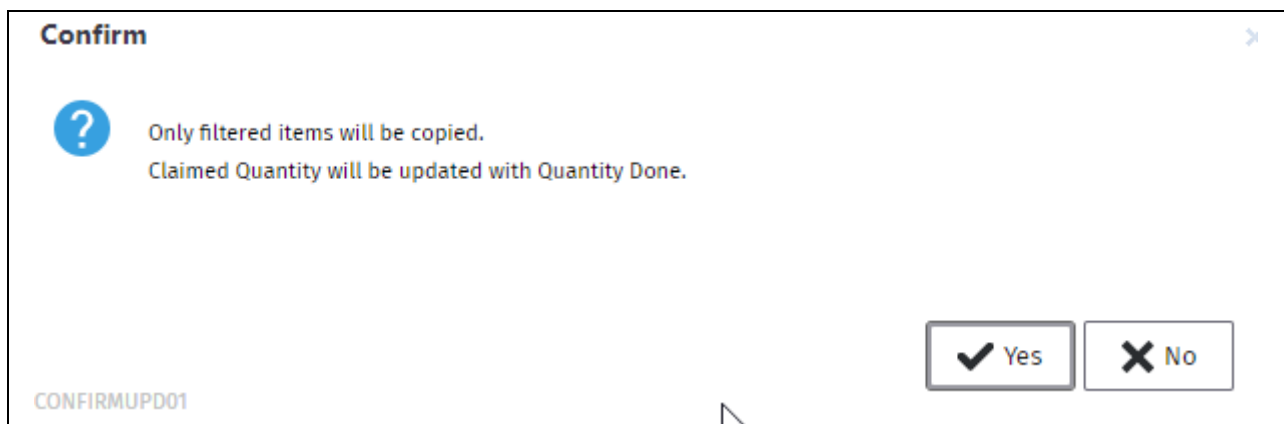 Confirm
Only filtered items will be copied.
Claimed Quantity will be updated with Quantity Done.
Yes
No
CONFIRMUPD01